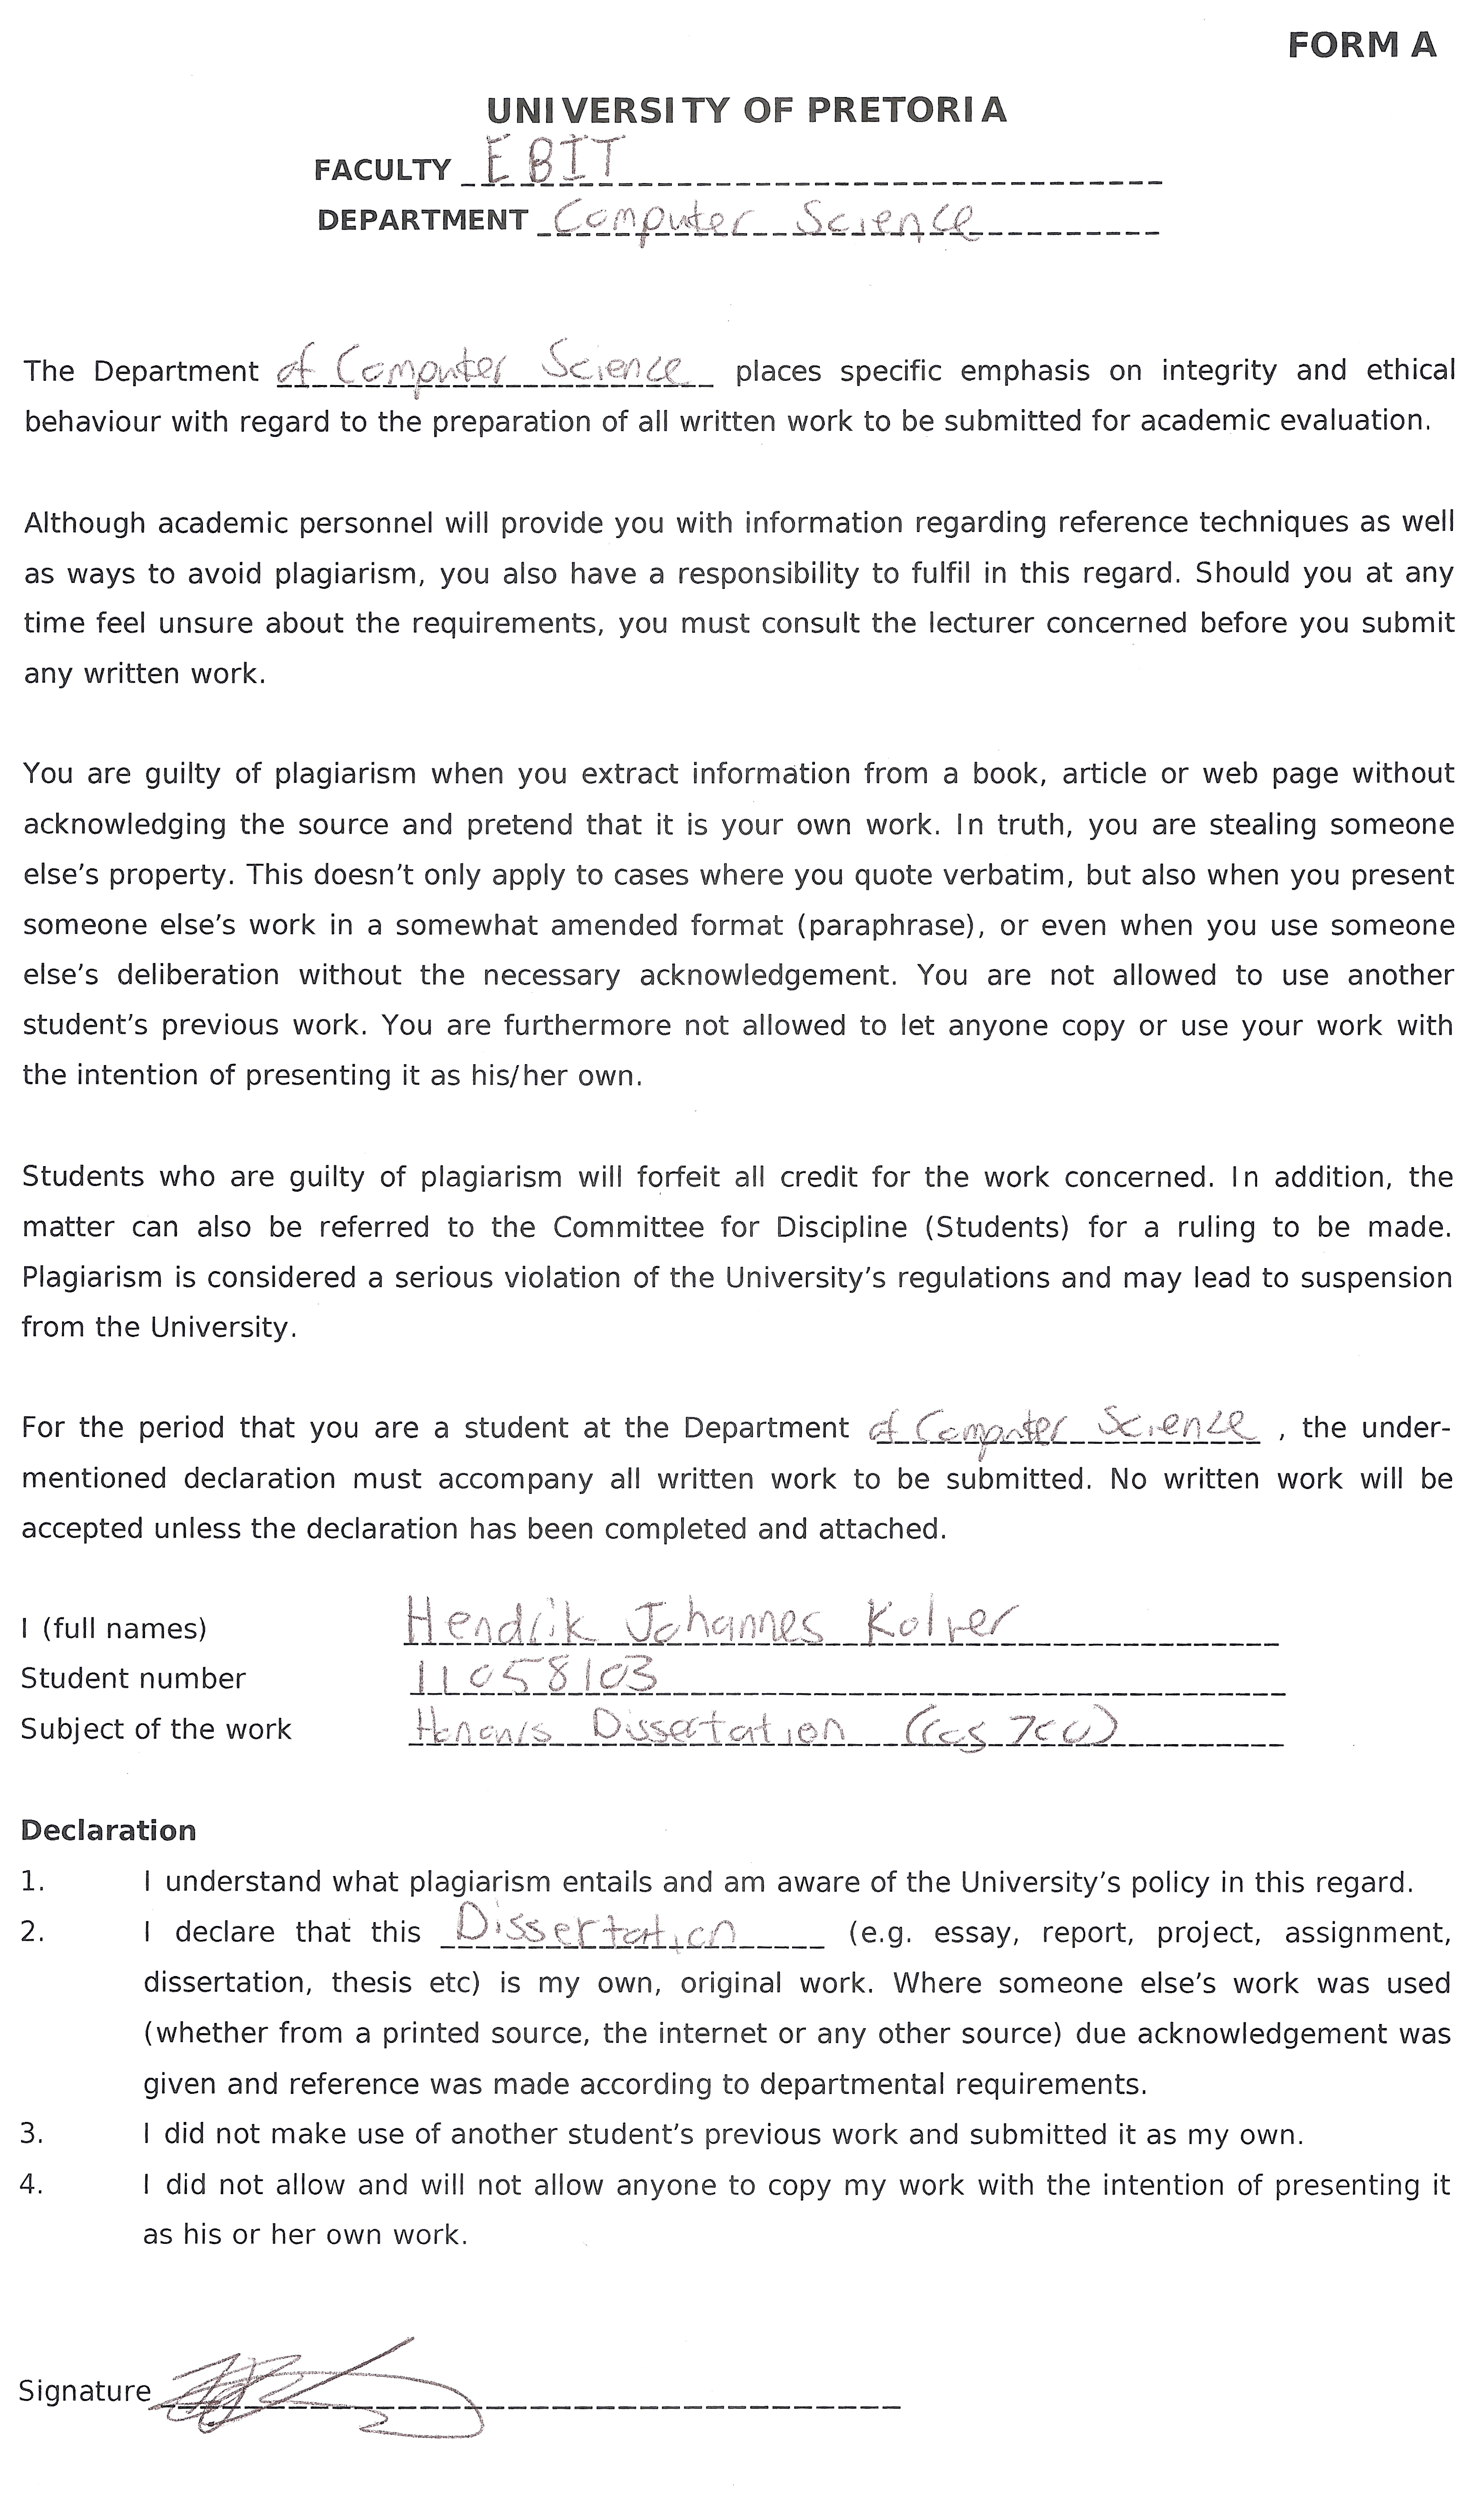 FORM A
UNIVERSITY OF PRETORIA
FACULTY EBIT
DEPARTMENT Computer Science
The Department of Computer Science places specific emphasis on integrity and ethical
behaviour with regard to the preparation of all written work to be submitted for academic evaluation.
Although academic personnel will provide you with information regarding reference techniques as well
as ways to avoid plagiarism, you also have a responsibility to fulfil in this regard. Should you at any
time feel unsure about the requirements, you must consult the lecturer concerned before you submit
any written work.
You are guilty of plagiarism when you extract information from a book, article or web page without
acknowledging the source and pretend that it is your own work. In truth, you are stealing someone
else’s property. This doesn’t only apply to cases where you quote verbatim, but also when you present
someone else’s work in a somewhat amended format (paraphrase), or even when you use someone
else’s deliberation without the necessary acknowledgement. You are not allowed to use another
student’s previous work. You are furthermore not allowed to let anyone copy or use your work with
the intention of presenting it as his/her own.
Students who are guilty of plagiarism will forfeit all credit for the work concerned. In addition, the
matter can also be referred to the Committee for Discipline (Students) for a ruling to be made.
Plagiarism is considered a serious violation of the University’s regulations and may lead to suspension
from the University.
For the period that you are a student at the Department of Computer Science , the under-
mentioned declaration must accompany all written work to be submitted. No written work will be
accepted unless the declaration has been completed and attached.
I (full names) Hendrik Johannes Kolver
Student number 11058103
Subject of the work Honours Dissertation
Declaration
1. I understand what plagiarism entails and am aware of the University’s policy in this regard.
2. I declare that this Dissertation (e.g. essay, report, project, assignment,
dissertation, thesis etc) is my own, original work. Where someone else’s work was used
(whether from a printed source, the internet or any other source) due acknowledgement was
given and reference was made according to departmental requirements.
3. I did not make use of another student’s previous work and submitted it as my own.
4. I did not allow and will not allow anyone to copy my work with the intention of presenting it
as his or her own work.
Signature